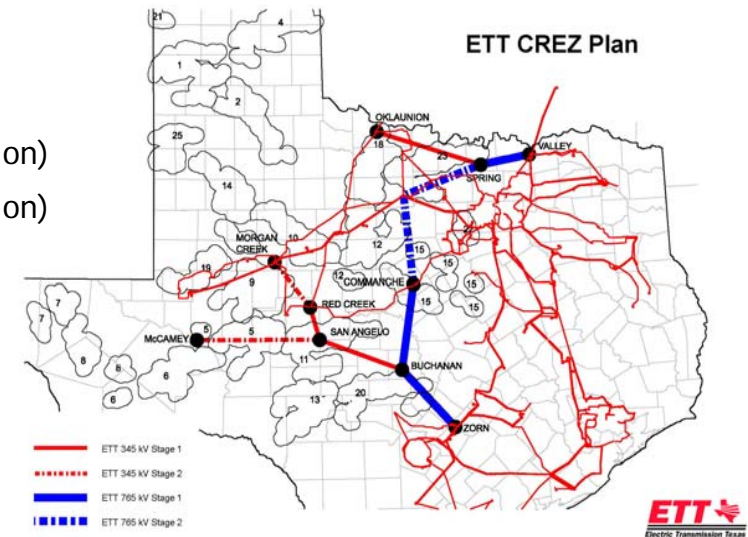 ETT CREZ Plan
on)
on)
21
4
1
2
25
18
OKLAUNION
23
SPRING
VALLEY
14
10
MORGAN
CREEK
12
15
19
9
12
COMMANCHE
15
15
15
15
RED CREEK
7
7
5
5
McCAMEY
SAN ANGELO
8
8
6
6
11
BUCHANAN
13
20
ZORN
ETT 345 kV Stage 1
ETT 345 kV Stage 2
ETT 765 kV Stage 1
ETT 765 kV Stage 2
ETT
Electric Transmission Texas